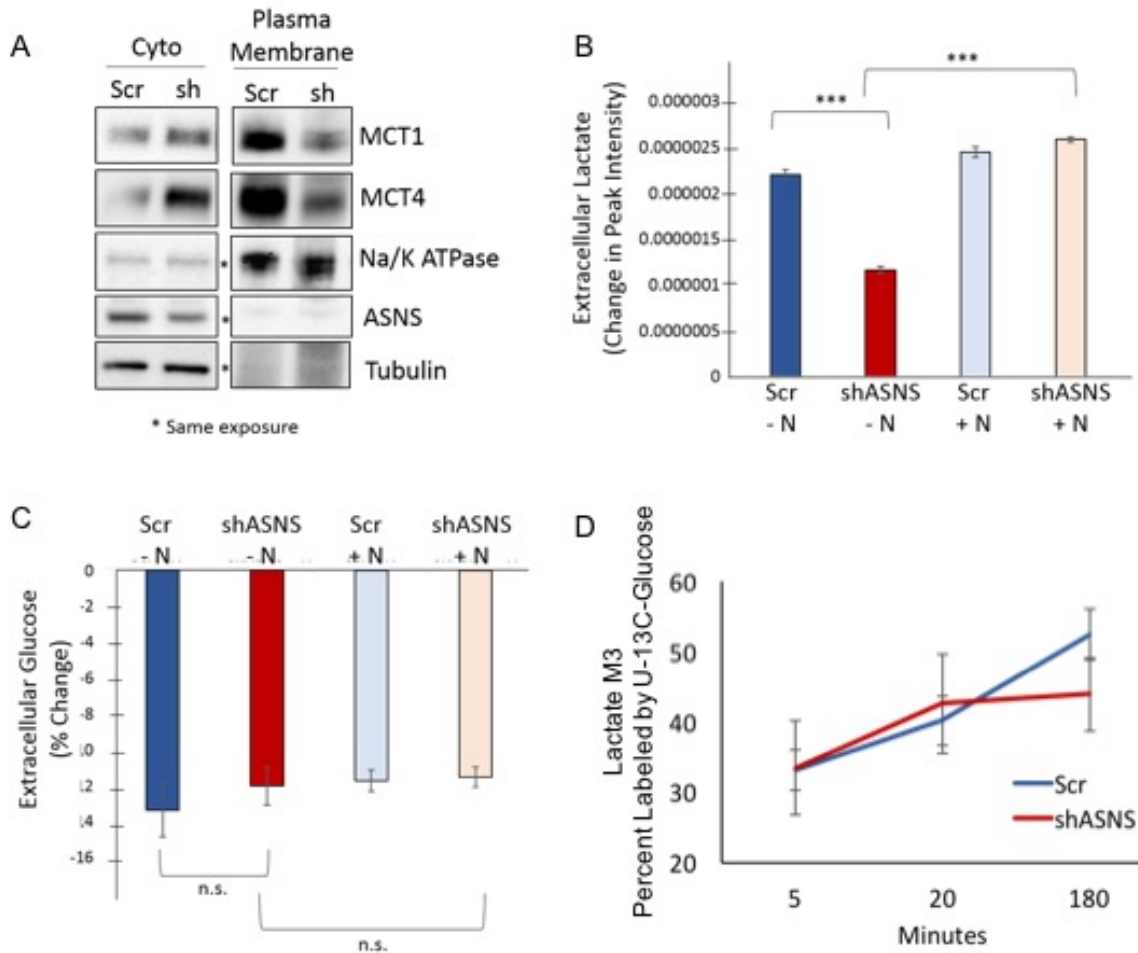 A
Cyto
Plasma
Membrane
Scr sh Scr sh
MCT1
MCT4
* Na/K ATPase
* ASNS
* Tubulin
* Same exposure
B
Extracellular Lactate
(Change in Peak Intensity)
*** ***
0.000003
0.0000025
0.000002
0.0000015
0.000001
0.0000005
0
Scr shASNS Scr shASNS
- N - N + N + N
C
Scr shASNS Scr shASNS
- N - N + N + N
Extracellular Glucose
(% Change)
0
-2
-4
-6
-8
.10
.12
.14
-16
n.s.
n.s.
D
Lactate M3
Percent Labeled by U-13C-Glucose
60
50
40
30
20
Scr
shASNS
5 20 180
Minutes